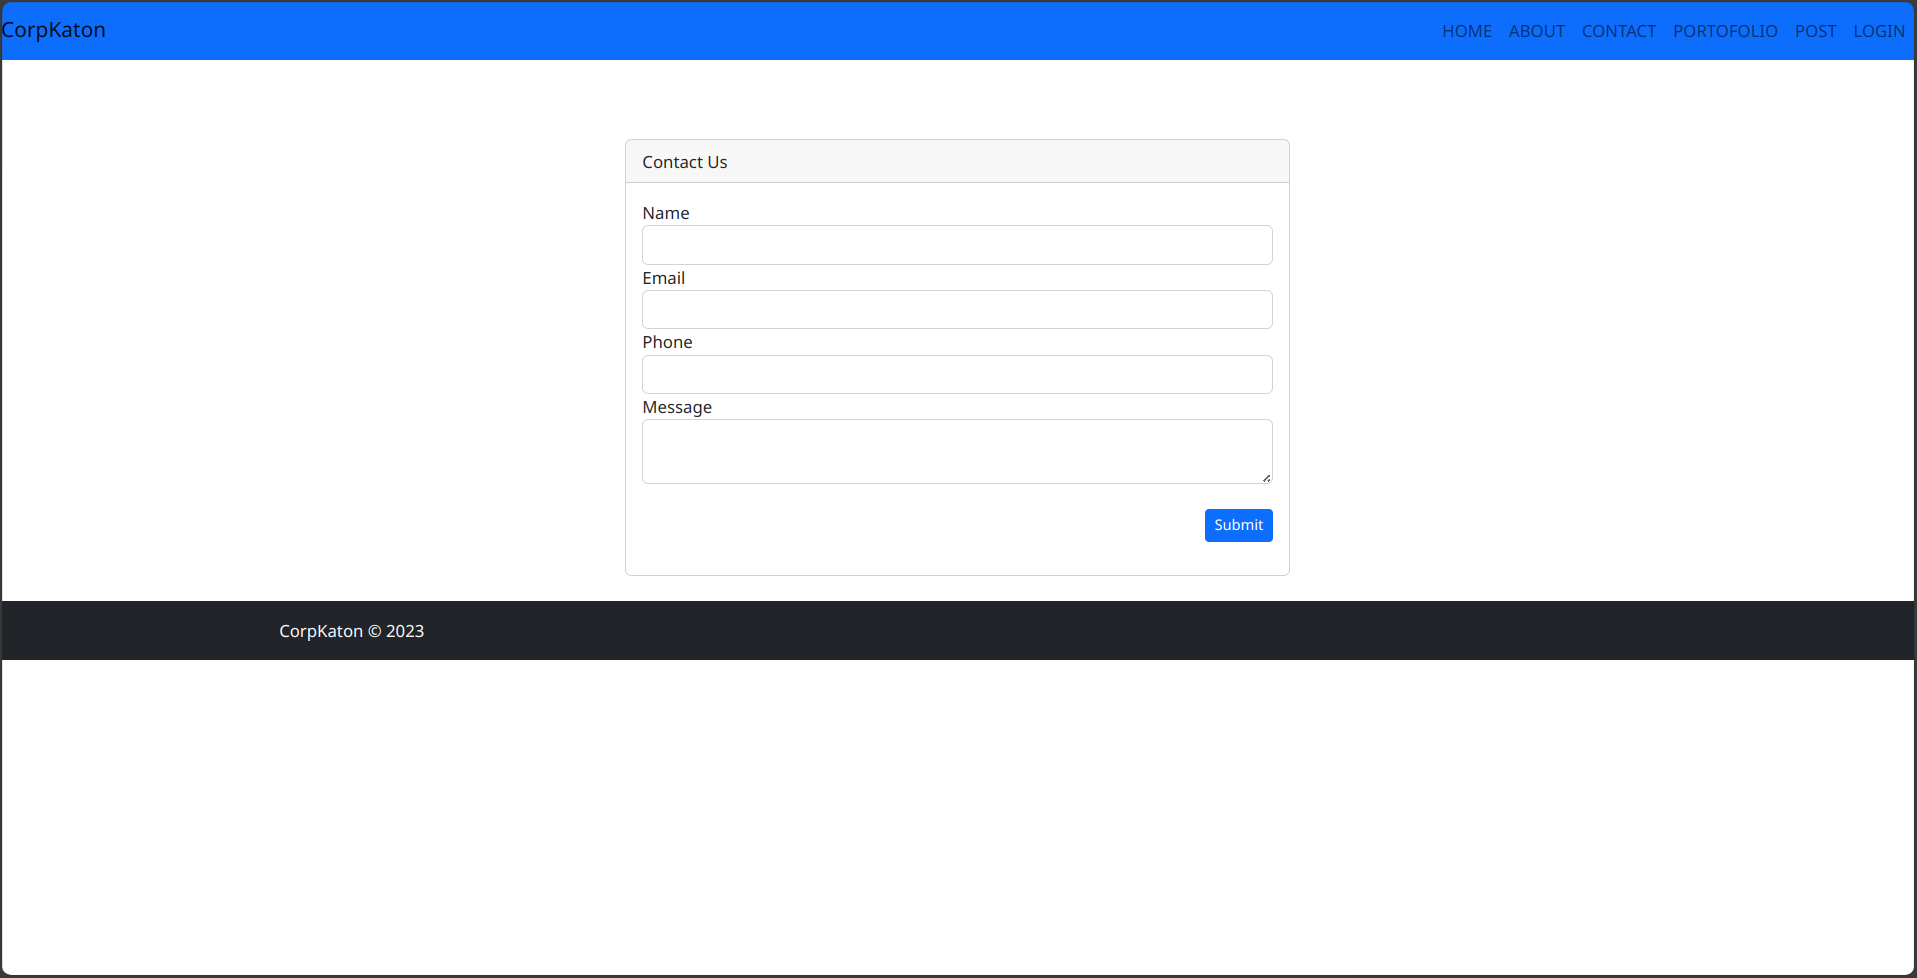 CorpKaton
HOME ABOUT CONTACT PORTOFOLIO POST LOGIN
Contact Us
Name
Email
Phone
Message
Submit
CorpKaton © 2023